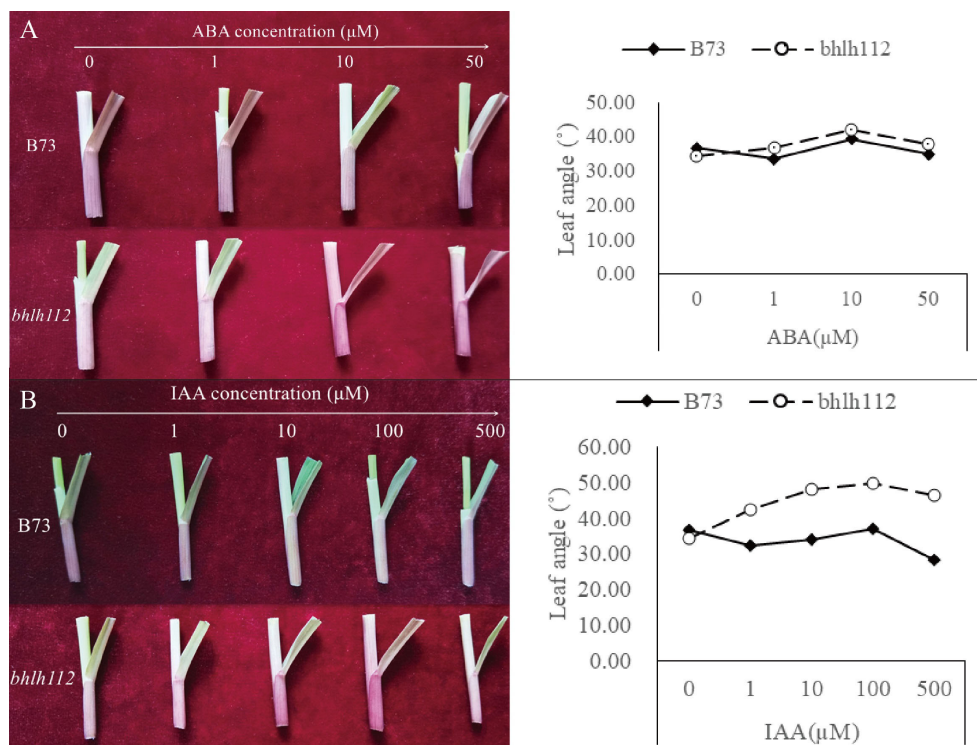 A
ABA concentration (μM)
0 1 10 50
B73
bhlh112
B73 bhlh112
50.00
40.00
30.00
20.00
10.00
0.00
Leaf angle (°)
0 1 10 50
ABA(μM)
B
IAA concentration (μM)
0 1 10 100 500
B73
bhlh112
B73 bhlh112
60.00
50.00
40.00
30.00
20.00
10.00
0.00
Leaf angle (°)
0 1 10 100 500
IAA(μM)